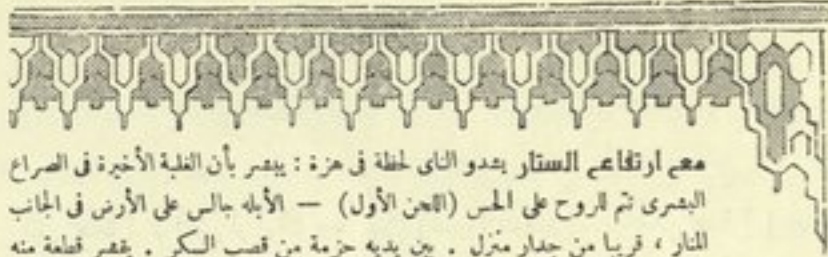 مع ارتفاع الستار يشدو الناى لحظة فى هزة : يبشر بأن الغلبة الأخيرة فى الصراع
البشرى تتم للروح على الحس (اللحن الأول) — الأبله جالس على الأرض فى الجانب
المنار ، قريبا من جدار منزل . بين يديه حزمة من قصب السكر . يقشر قطعة منه